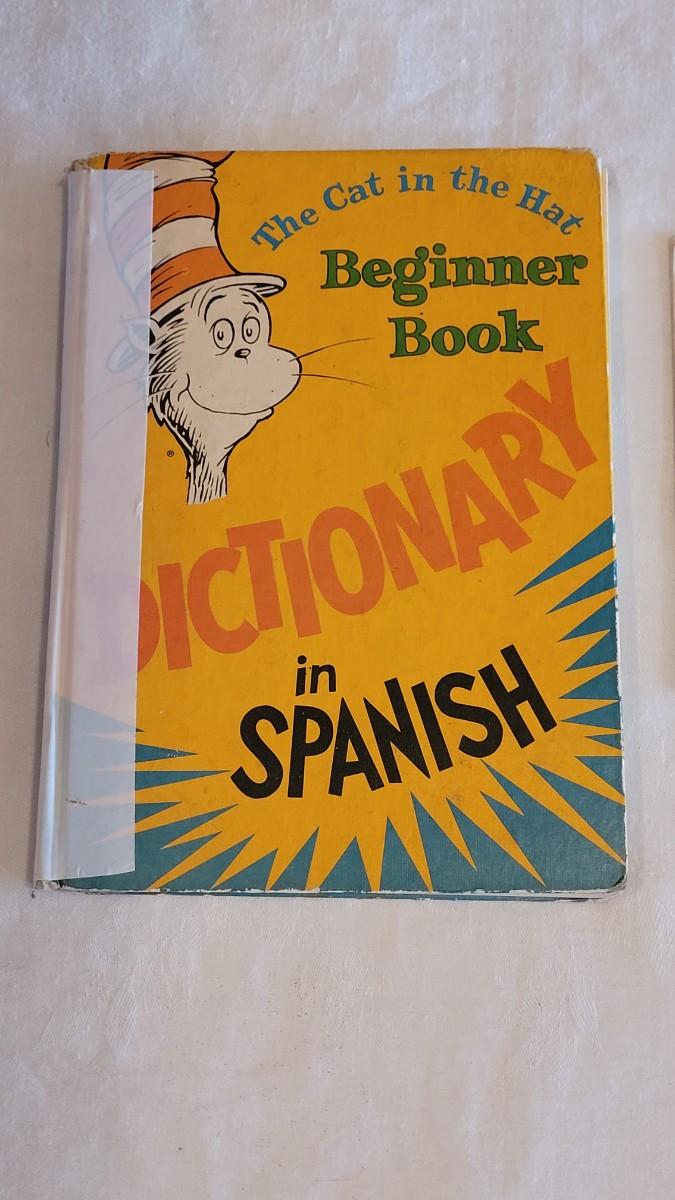 The Cat in the Hat
Beginner
Book
DICTIONARY
in
SPANISH
®